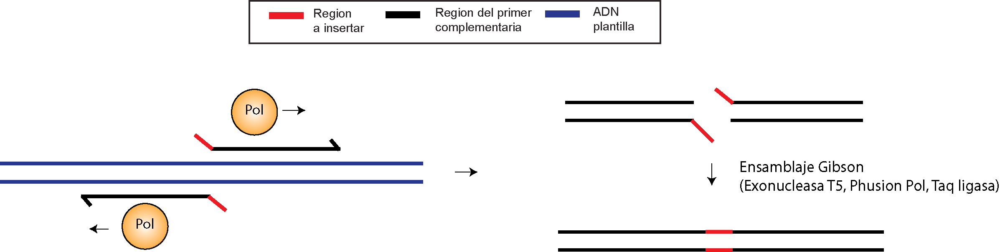 Region
a insertar
Region del primer
complementaria
ADN
plantilla
Pol
Pol
Ensamblaje Gibson
(Exonucleasa T5, Phusion Pol, Taq ligasa)